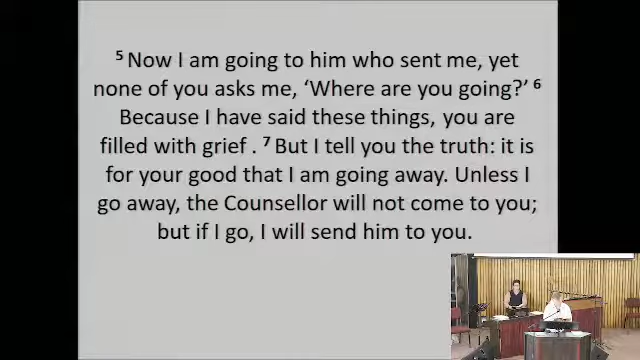 ⁵ Now I am going to him who sent me, yet
none of you asks me, ‘Where are you going?’ ⁶
Because I have said these things, you are
filled with grief . ⁷ But I tell you the truth: it is
for your good that I am going away. Unless I
go away, the Counsellor will not come to you;
but if I go, I will send him to you.